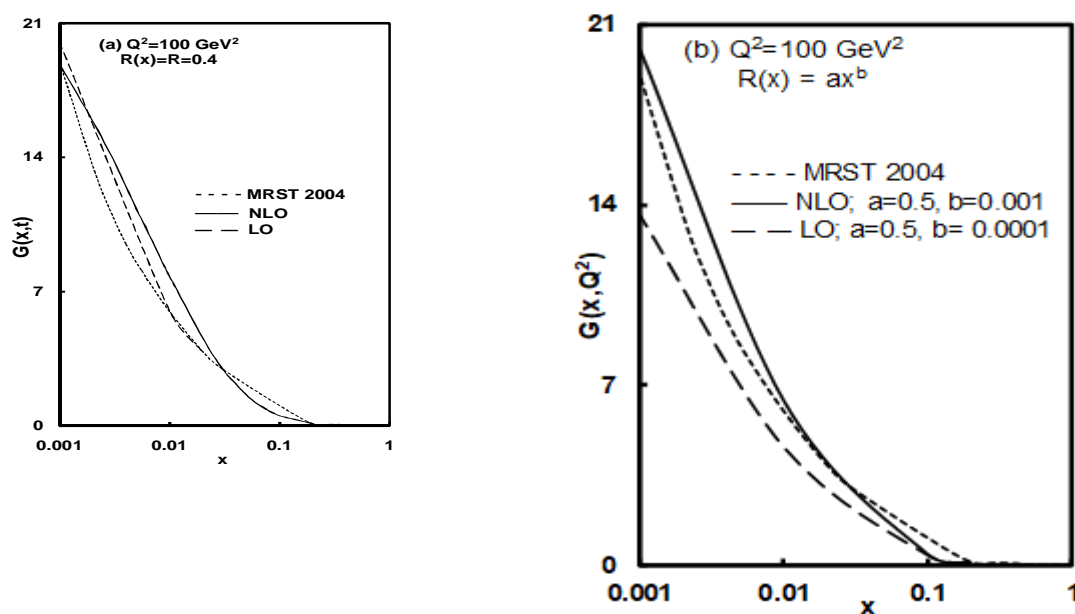 21
(a) Q²=100 GeV²
R(x)=R=0.4
14
MRST 2004
NLO
LO
G(x,t)
7
0
0.001 0.01 0.1 1
x
21
(b) Q²=100 GeV²
R(x) = axᵇ
MRST 2004
14
NLO; a=0.5, b=0.001
LO; a=0.5, b= 0.0001
G(x,Q²)
7
0
0.001 0.01 0.1 1
x